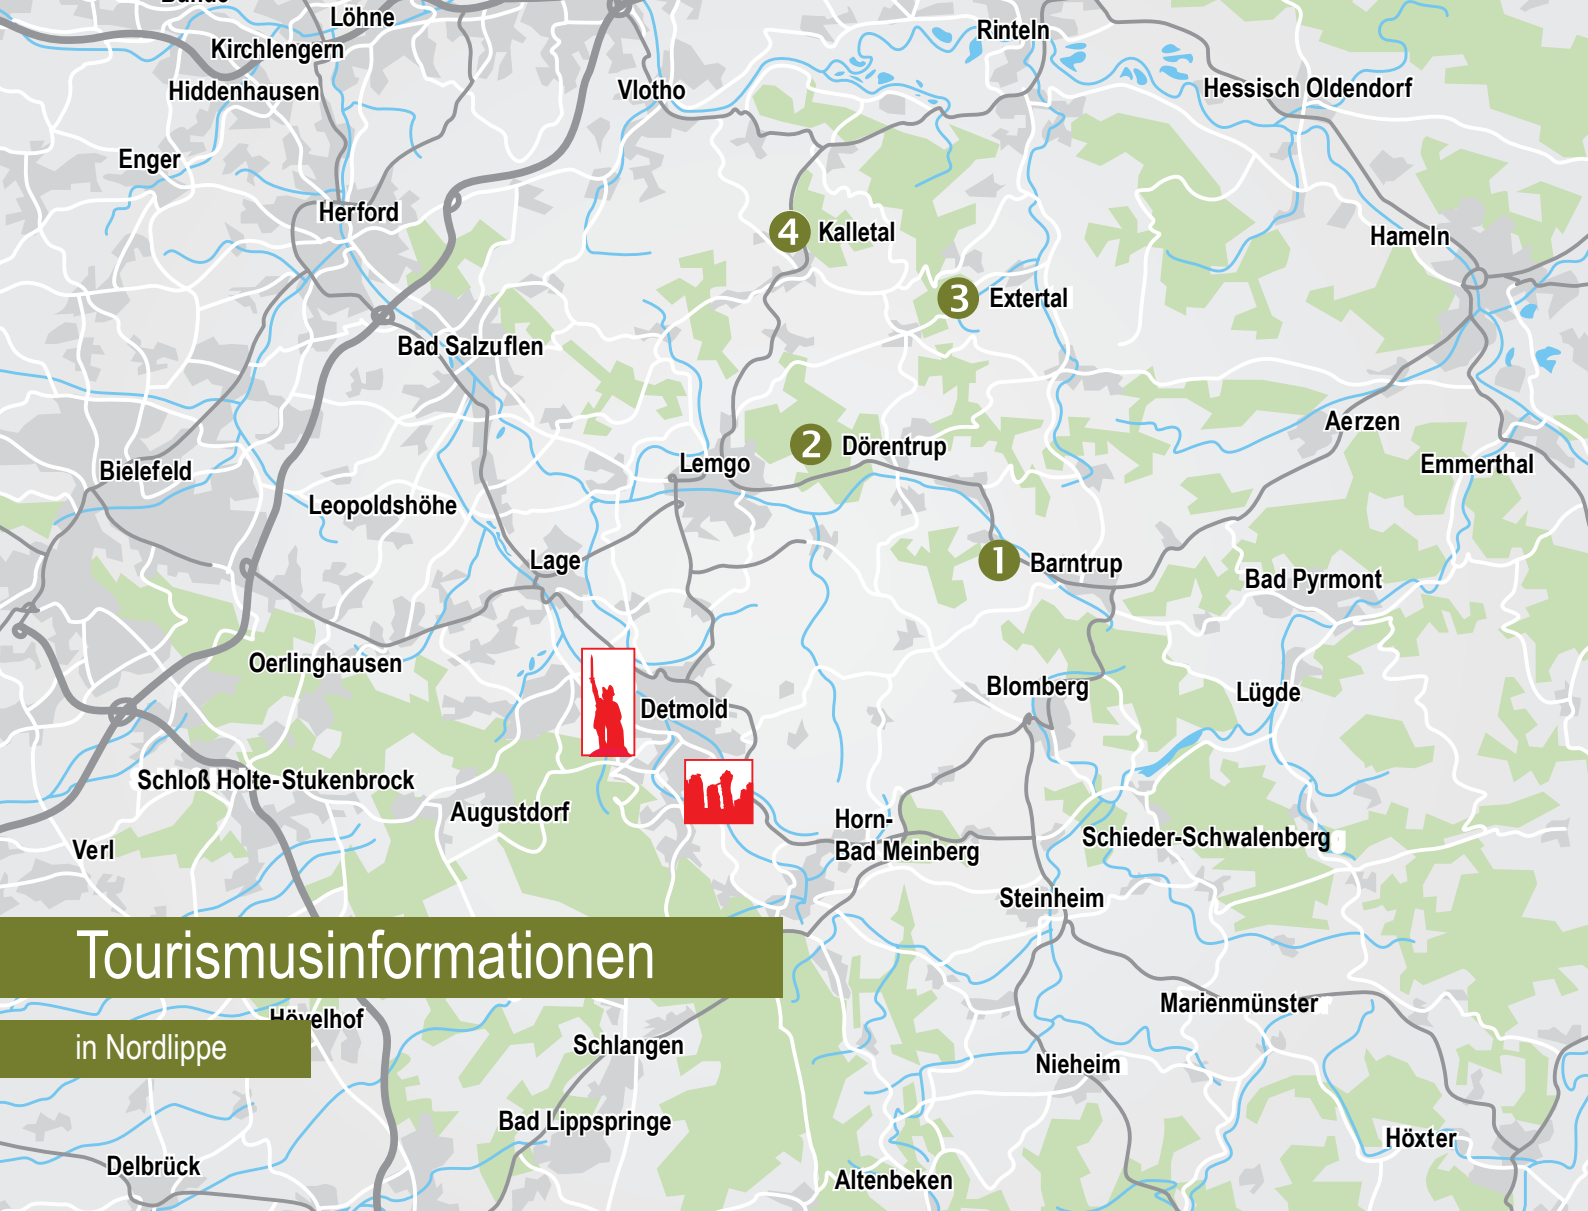 Löhne
Rinteln
Kirchlengern
Hiddenhausen
Vlotho
Hessisch Oldendorf
Enger
Herford
4 Kalletal
Hameln
3 Extertal
Bad Salzuflen
Aerzen
2 Dörentrup
Lemgo
Emmerthal
Bielefeld
Leopoldshöhe
Lage
1 Barntrup
Bad Pyrmont
Oerlinghausen
Blomberg
Lügde
Detmold
Schloß Holte-Stukenbrock
Augustdorf
Horn-
Bad Meinberg
Schieder-Schwalenberg
Verl
Steinheim
Tourismusinformationen
Marienmünster
Hövelhof
in Nordlippe
Schlangen
Nieheim
Bad Lippspringe
Höxter
Delbrück
Altenbeken